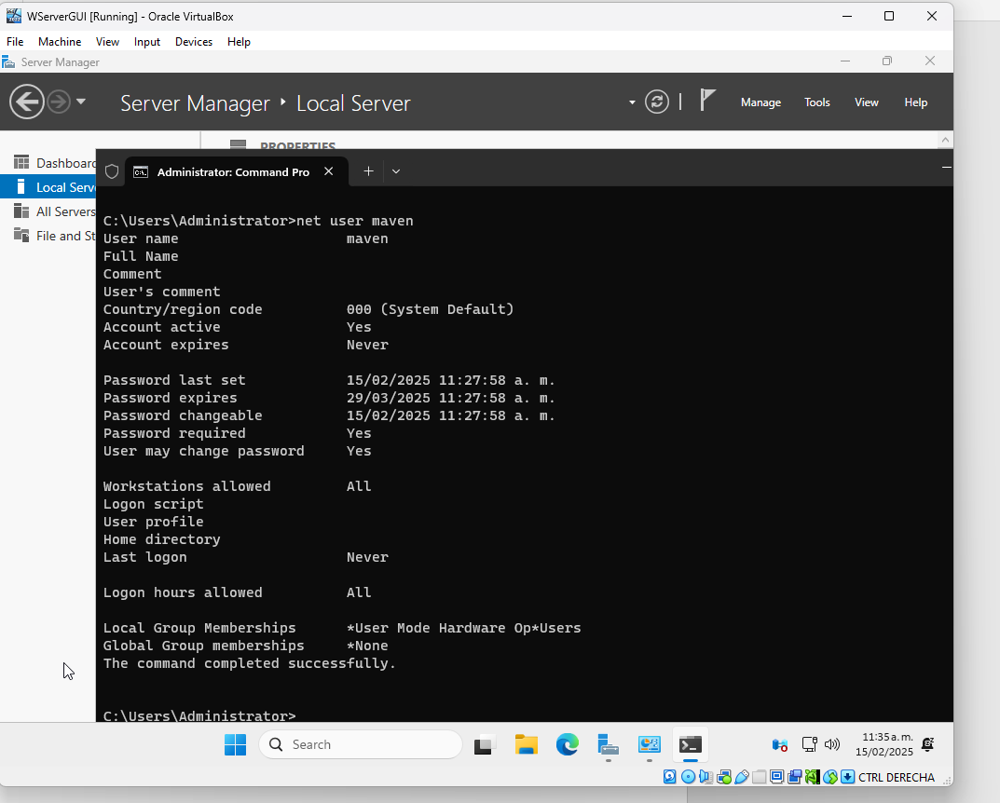 WServerGUI [Running] - Oracle VirtualBox
File Machine View Input Devices Help
Server Manager
Server Manager Local Server
Manage Tools View Help
PROPERTIES
Dashboard
Local Serve
All Servers
File and St
Administrator: Command Pro
C:\Users\Administrator>net user maven
User name maven
Full Name
Comment
User's comment
Country/region code 000 (System Default)
Account active Yes
Account expires Never
Password last set 15/02/2025 11:27:58 a. m.
Password expires 29/03/2025 11:27:58 a. m.
Password changeable 15/02/2025 11:27:58 a. m.
Password required Yes
User may change password Yes
Workstations allowed All
Logon script
User profile
Home directory
Last logon Never
Logon hours allowed All
Local Group Memberships *User Mode Hardware Op*Users
Global Group memberships *None
The command completed successfully.
C:\Users\Administrator>
Search
11:35 a. m.
15/02/2025
CTRL DERECHA